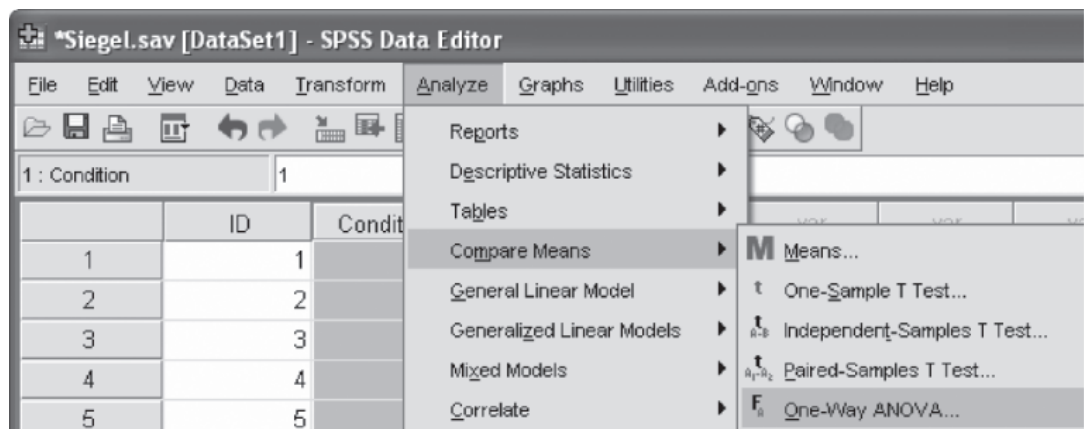 *Siegel.sav [DataSet1] - SPSS Data Editor
File Edit View Data Transform Analyze Graphs Utilities Add-ons Window Help
1 : Condition 1
ID Condit var var va
1 1
2 2
3 3
4 4
5 5
Reports
Descriptive Statistics
Tables
Compare Means
General Linear Model
Generalized Linear Models
Mixed Models
Correlate
M Means...
t One-Sample T Test...
Independent-Samples T Test...
Paired-Samples T Test...
One-Way ANOVA...